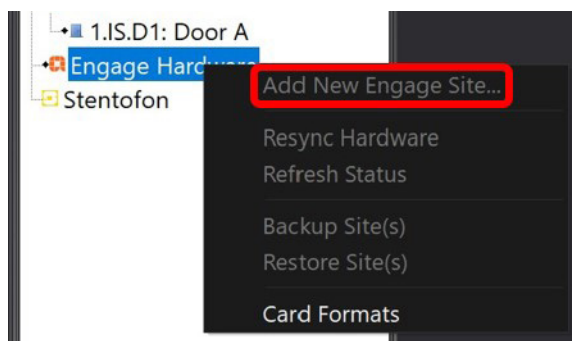 1.IS.D1: Door A
Engage Hardware
Stentofon
Add New Engage Site...
Resync Hardware
Refresh Status
Backup Site(s)
Restore Site(s)
Card Formats